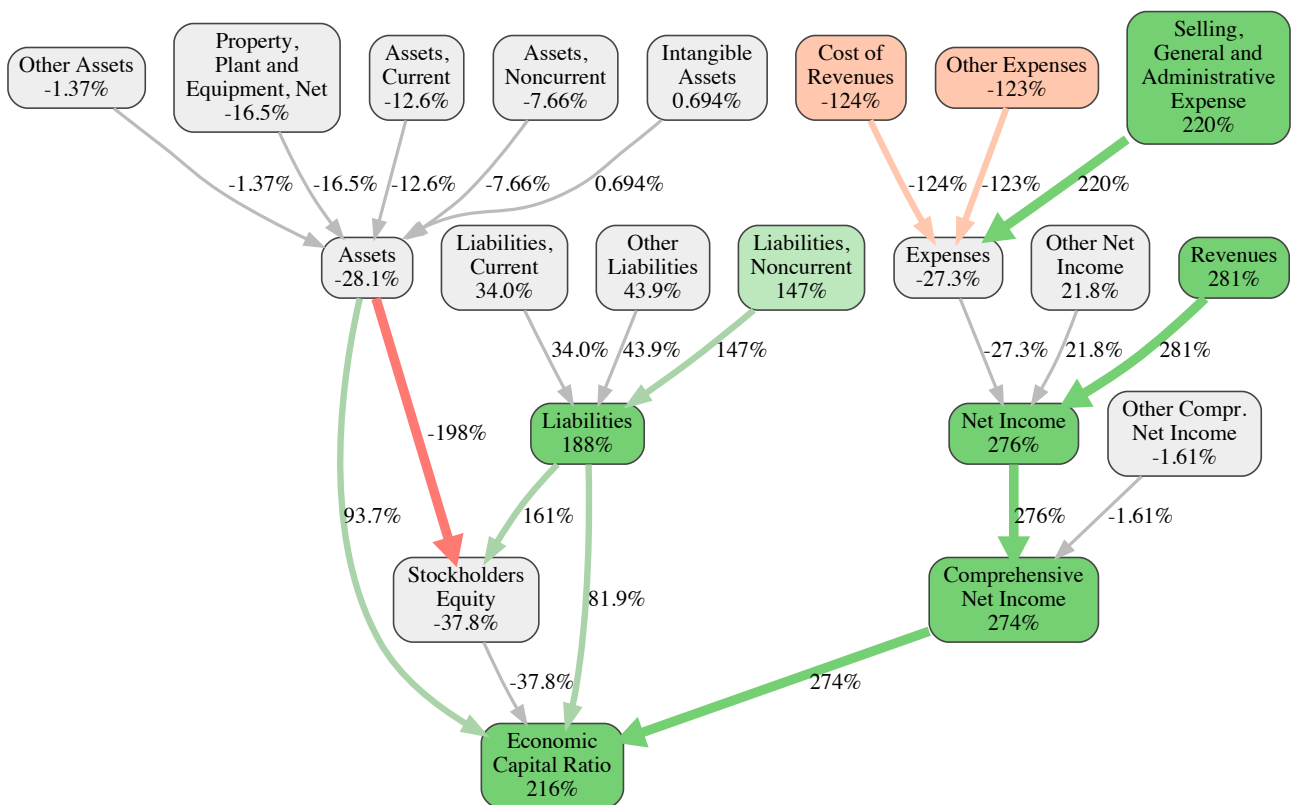 Other Assets
-1.37%
Property,
Plant and
Equipment, Net
-16.5%
Assets,
Current
-12.6%
Assets,
Noncurrent
-7.66%
Intangible
Assets
0.694%
Cost of
Revenues
-124%
Other Expenses
-123%
Selling,
General and
Administrative
Expense
220%
-1.37%
-16.5%
-12.6%
-7.66%
0.694%
-124%
-123%
220%
Assets
-28.1%
Liabilities,
Current
34.0%
Other
Liabilities
43.9%
Liabilities,
Noncurrent
147%
Expenses
-27.3%
Other Net
Income
21.8%
Revenues
281%
34.0%
43.9%
147%
-27.3%
21.8%
281%
Liabilities
188%
Net Income
276%
Other Compr.
Net Income
-1.61%
-198%
93.7%
161%
276%
-1.61%
Stockholders
Equity
-37.8%
81.9%
Comprehensive
Net Income
274%
-37.8%
274%
Economic
Capital Ratio
216%